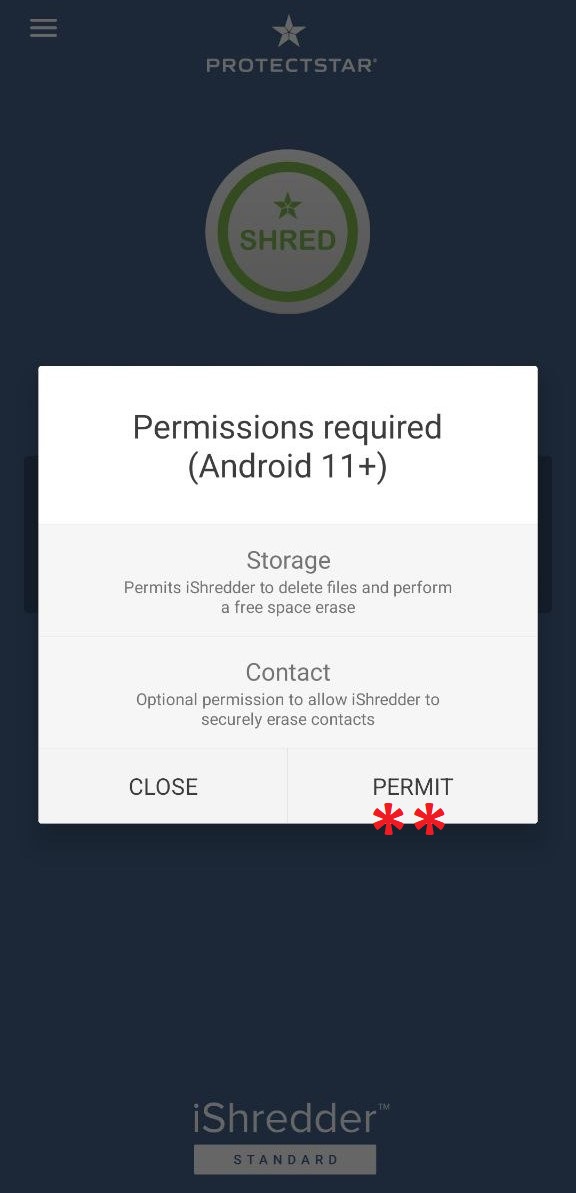 PROTECTSTAR®
SHRED
Permissions required
(Android 11+)
Storage
Permits iShredder to delete files and perform
a free space erase
Contact
Optional permission to allow iShredder to
securely erase contacts
CLOSE
PERMIT
**
iShredder™
STANDARD